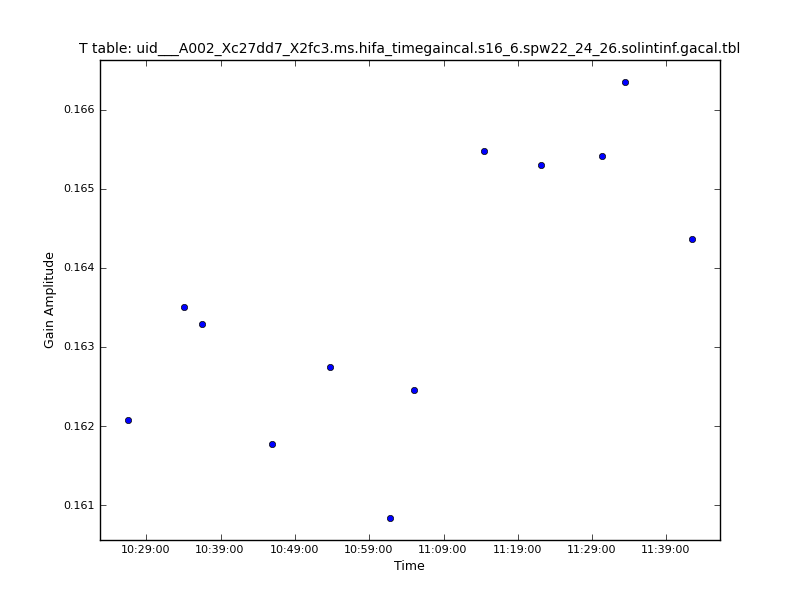 T table: uid___A002_Xc27dd7_X2fc3.ms.hifa_timegaincal.s16_6.spw22_24_26.solintinf.gacal.tbl
0.166
0.165
0.164
Gain Amplitude
0.163
0.162
0.161
10:29:00 10:39:00 10:49:00 10:59:00 11:09:00 11:19:00 11:29:00 11:39:00
Time